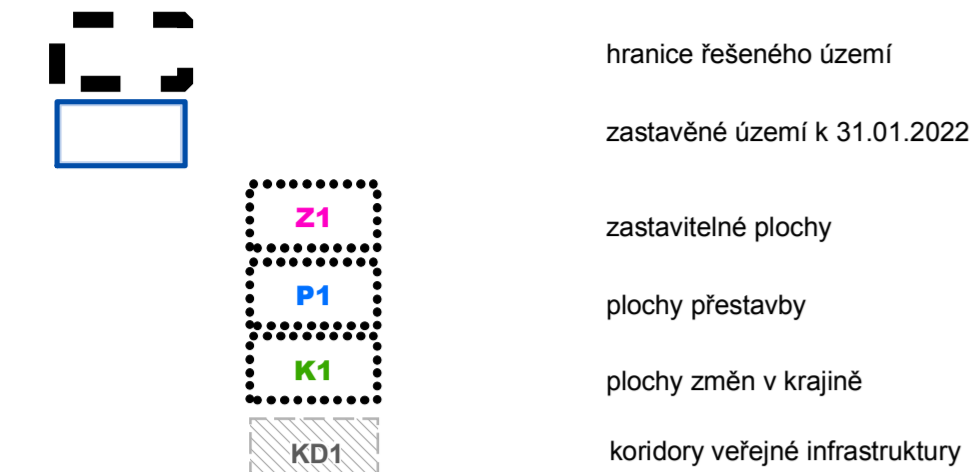 hranice řešeného území
zastavěné území k 31.01.2022
Z1 zastavitelné plochy
P1 plochy přestavby
K1 plochy změn v krajině
KD1 koridory veřejné infrastruktury